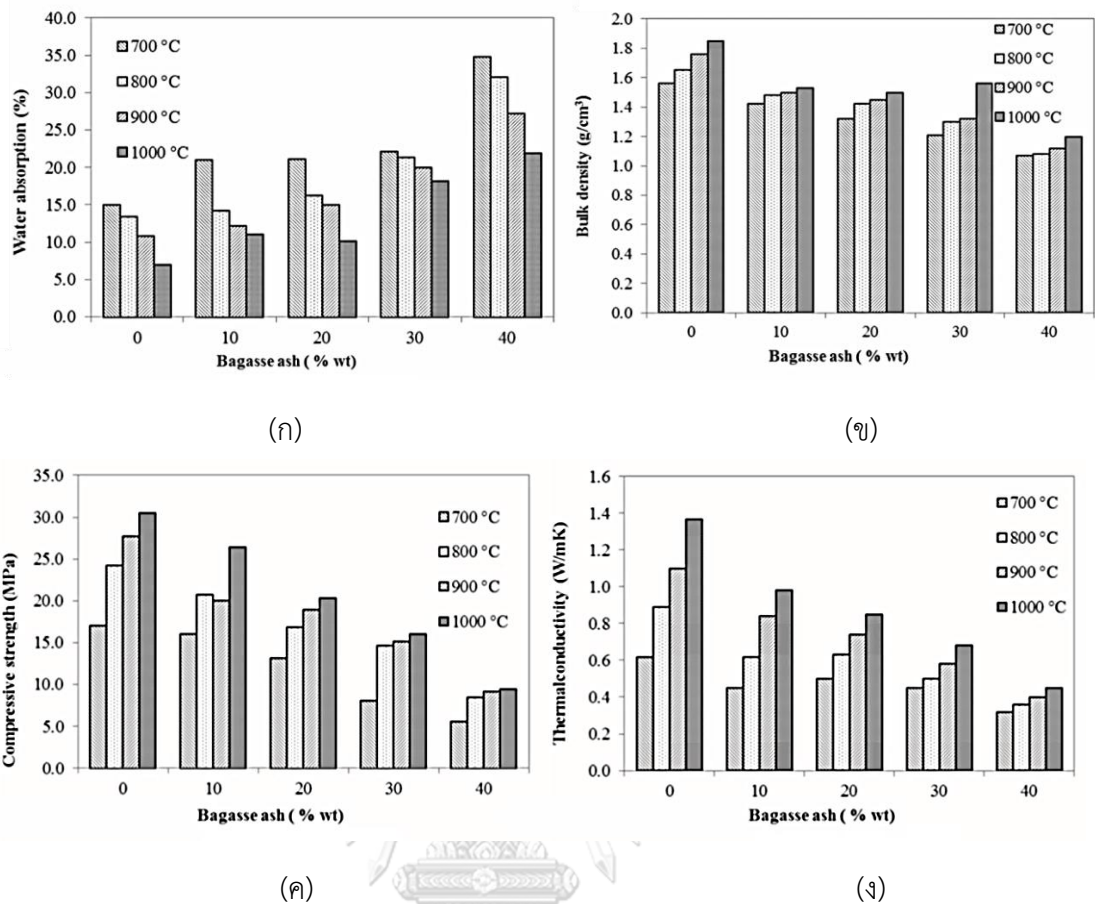 40.0
35.0
30.0
25.0
20.0
15.0
10.0
5.0
0.0
Water absorption (%)
700 °C
800 °C
900 °C
1000 °C
0 10 20 30 40
Bagasse ash ( % wt)
(ก)
2.0
1.8
1.6
1.4
1.2
1.0
0.8
0.6
0.4
0.2
0.0
Bulk density (g/cm³)
700 °C
800 °C
900 °C
1000 °C
0 10 20 30 40
Bagasse ash ( % wt)
(ข)
35.0
30.0
25.0
20.0
15.0
10.0
5.0
0.0
Compressive strength (MPa)
700 °C
800 °C
900 °C
1000 °C
0 10 20 30 40
Bagasse ash ( % wt)
(ค)
1.6
1.4
1.2
1.0
0.8
0.6
0.4
0.2
0.0
Thermalconductivity (W/mK)
700 °C
800 °C
900 °C
1000 °C
0 10 20 30 40
Bagasse ash ( % wt)
(ง)